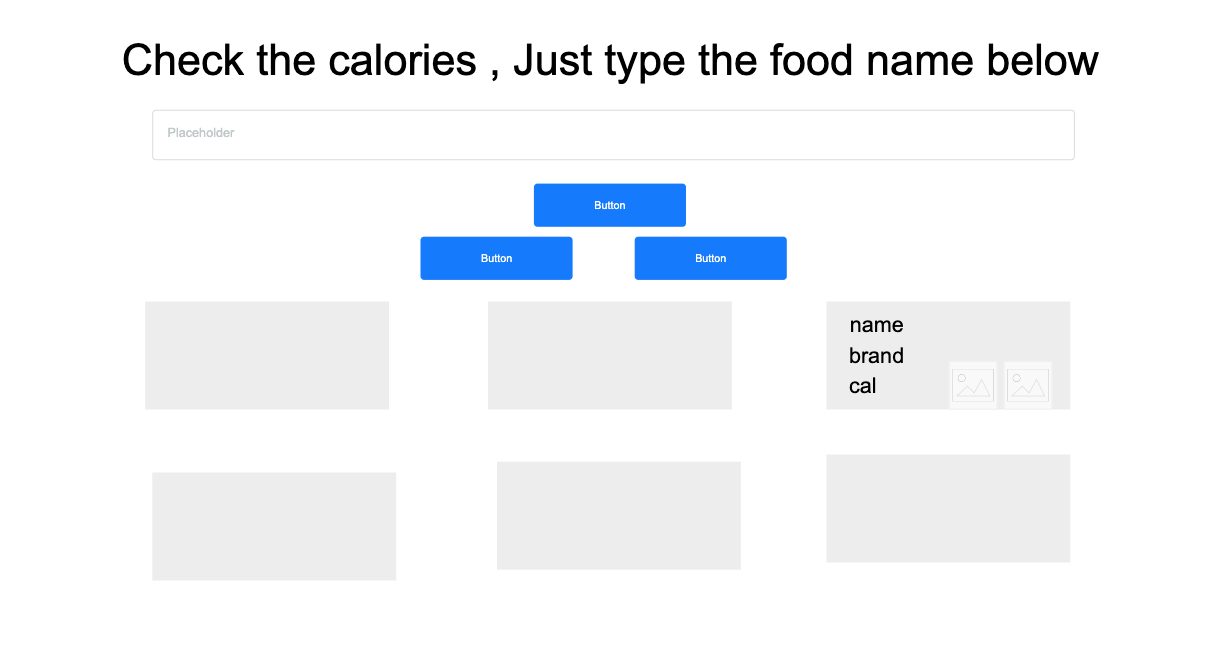 Check the calories , Just type the food name below
Placeholder
Button
Button
Button
name
brand
cal